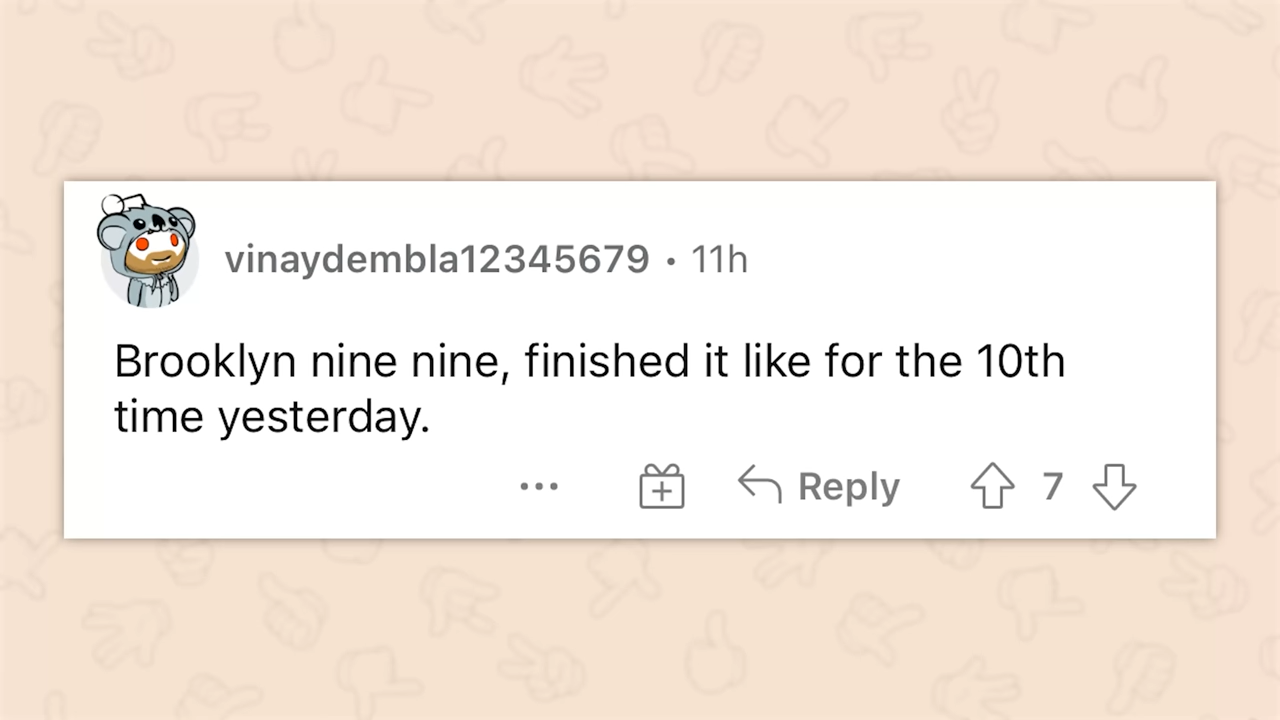 vinaydembla12345679 • 11h
Brooklyn nine nine, finished it like for the 10th
time yesterday.
Reply 7